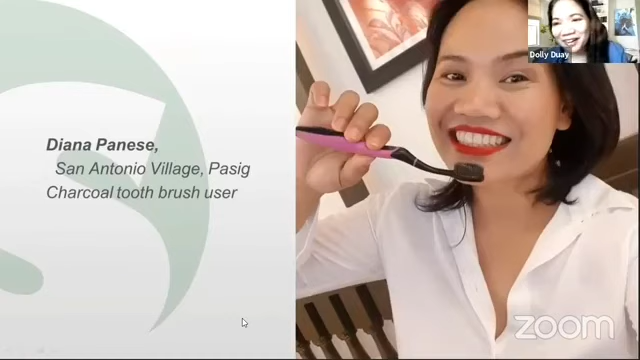 Dolly Duay
Diana Panese,
San Antonio Village, Pasig
Charcoal tooth brush user
zoom